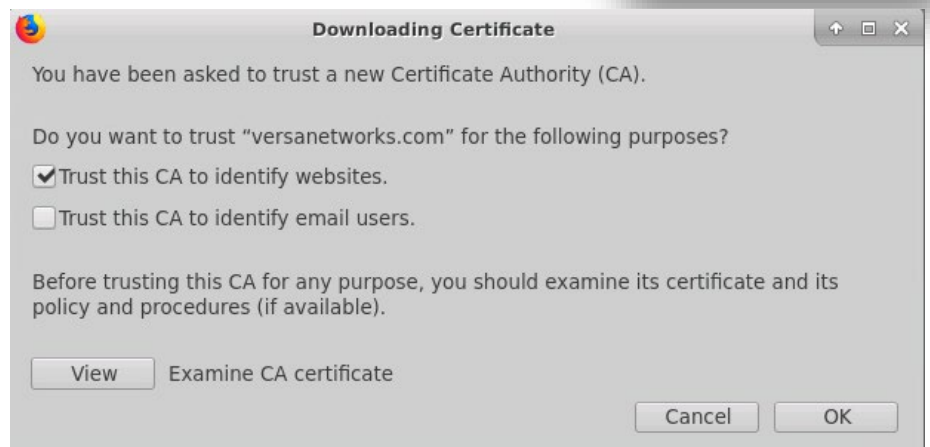 Downloading Certificate
You have been asked to trust a new Certificate Authority (CA).
Do you want to trust “versanetworks.com” for the following purposes?
Trust this CA to identify websites.
Trust this CA to identify email users.
Before trusting this CA for any purpose, you should examine its certificate and its
policy and procedures (if available).
View Examine CA certificate
Cancel OK